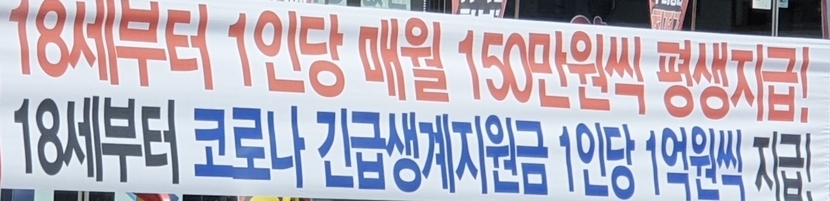 18세부터 1인당 매월 150만원씩 평생지급!
18세부터 코로나 긴급생계지원금 1인당 1억원씩 지급!